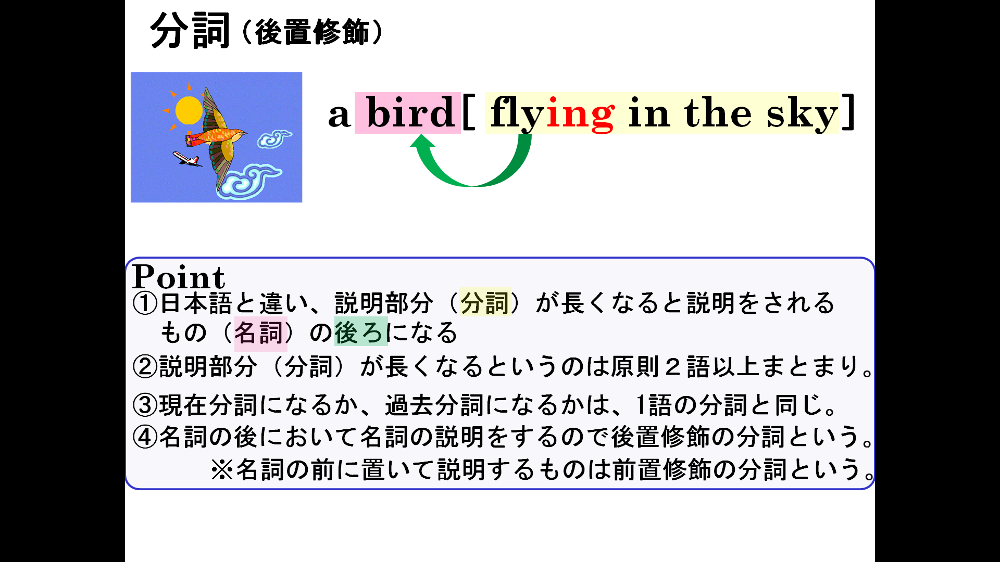 分詞（後置修飾）
a bird[ flying in the sky]
Point
①日本語と違い、説明部分（分詞）が長くなると説明をされる
もの（名詞）の後ろになる
②説明部分（分詞）が長くなるというのは原則２語以上まとまり。
③現在分詞になるか、過去分詞になるかは、1語の分詞と同じ。
④名詞の後において名詞の説明をするので後置修飾の分詞という。
※名詞の前に置いて説明するものは前置修飾の分詞という。